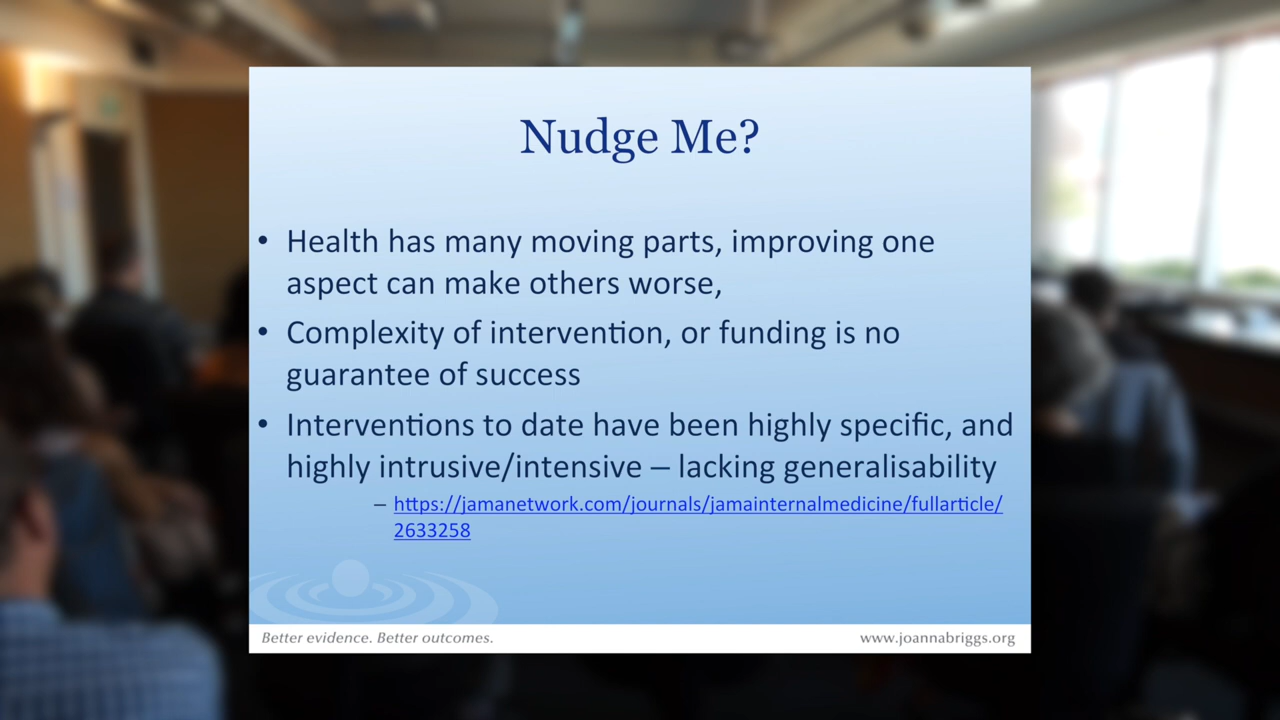 Nudge Me?
• Health has many moving parts, improving one
aspect can make others worse,
• Complexity of intervention, or funding is no
guarantee of success
• Interventions to date have been highly specific, and
highly intrusive/intensive – lacking generalisability
– https://jamanetwork.com/journals/jamainternalmedicine/fullarticle/
2633258
Better evidence. Better outcomes.
www.joannabriggs.org